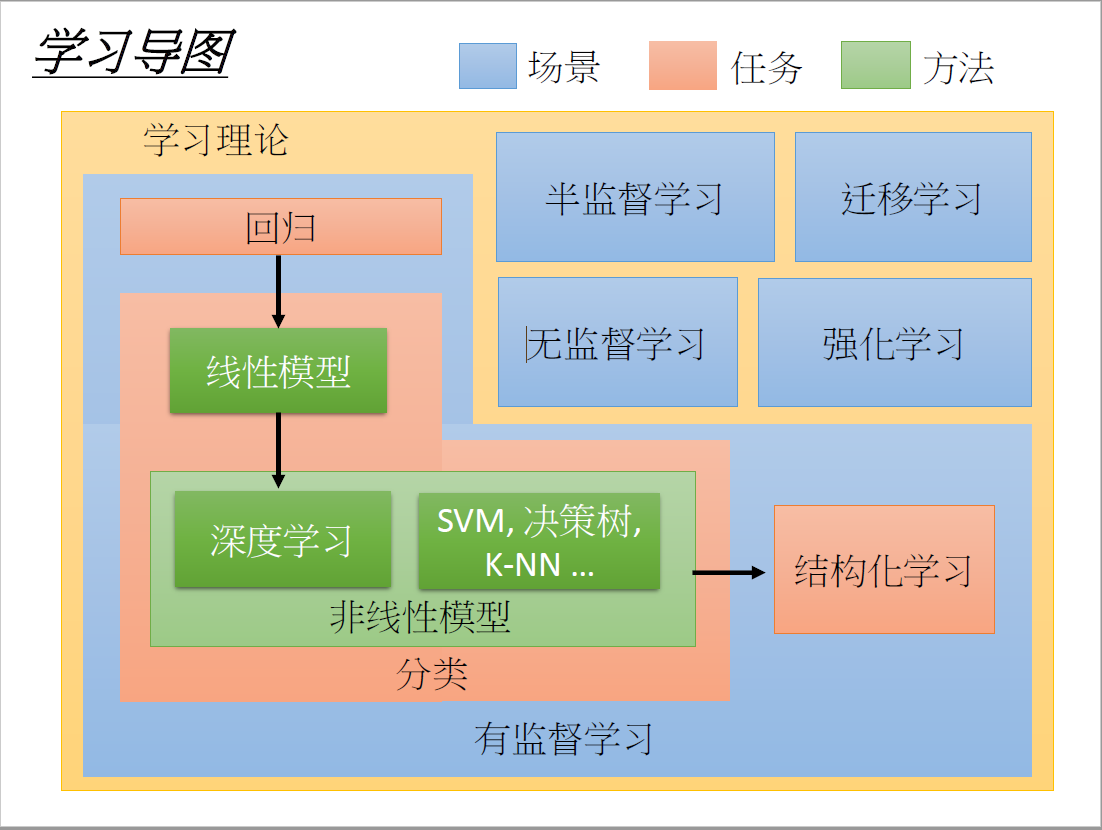 学习导图
场景
任务
方法
学习理论
半监督学习
迁移学习
回归
无监督学习
强化学习
线性模型
深度学习
SVM, 决策树,
K-NN ...
结构化学习
非线性模型
分类
有监督学习